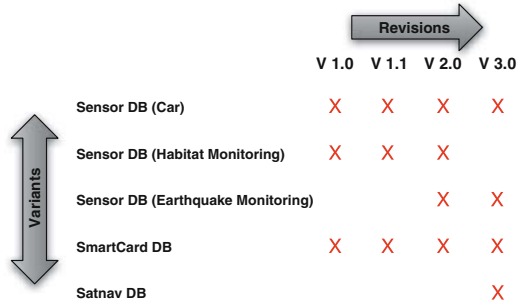 Revisions
V 1.0 V 1.1 V 2.0 V 3.0
Sensor DB (Car) X X X X
Sensor DB (Habitat Monitoring) X X X
Sensor DB (Earthquake Monitoring) X X
SmartCard DB X X X X
Satnav DB X
Variants